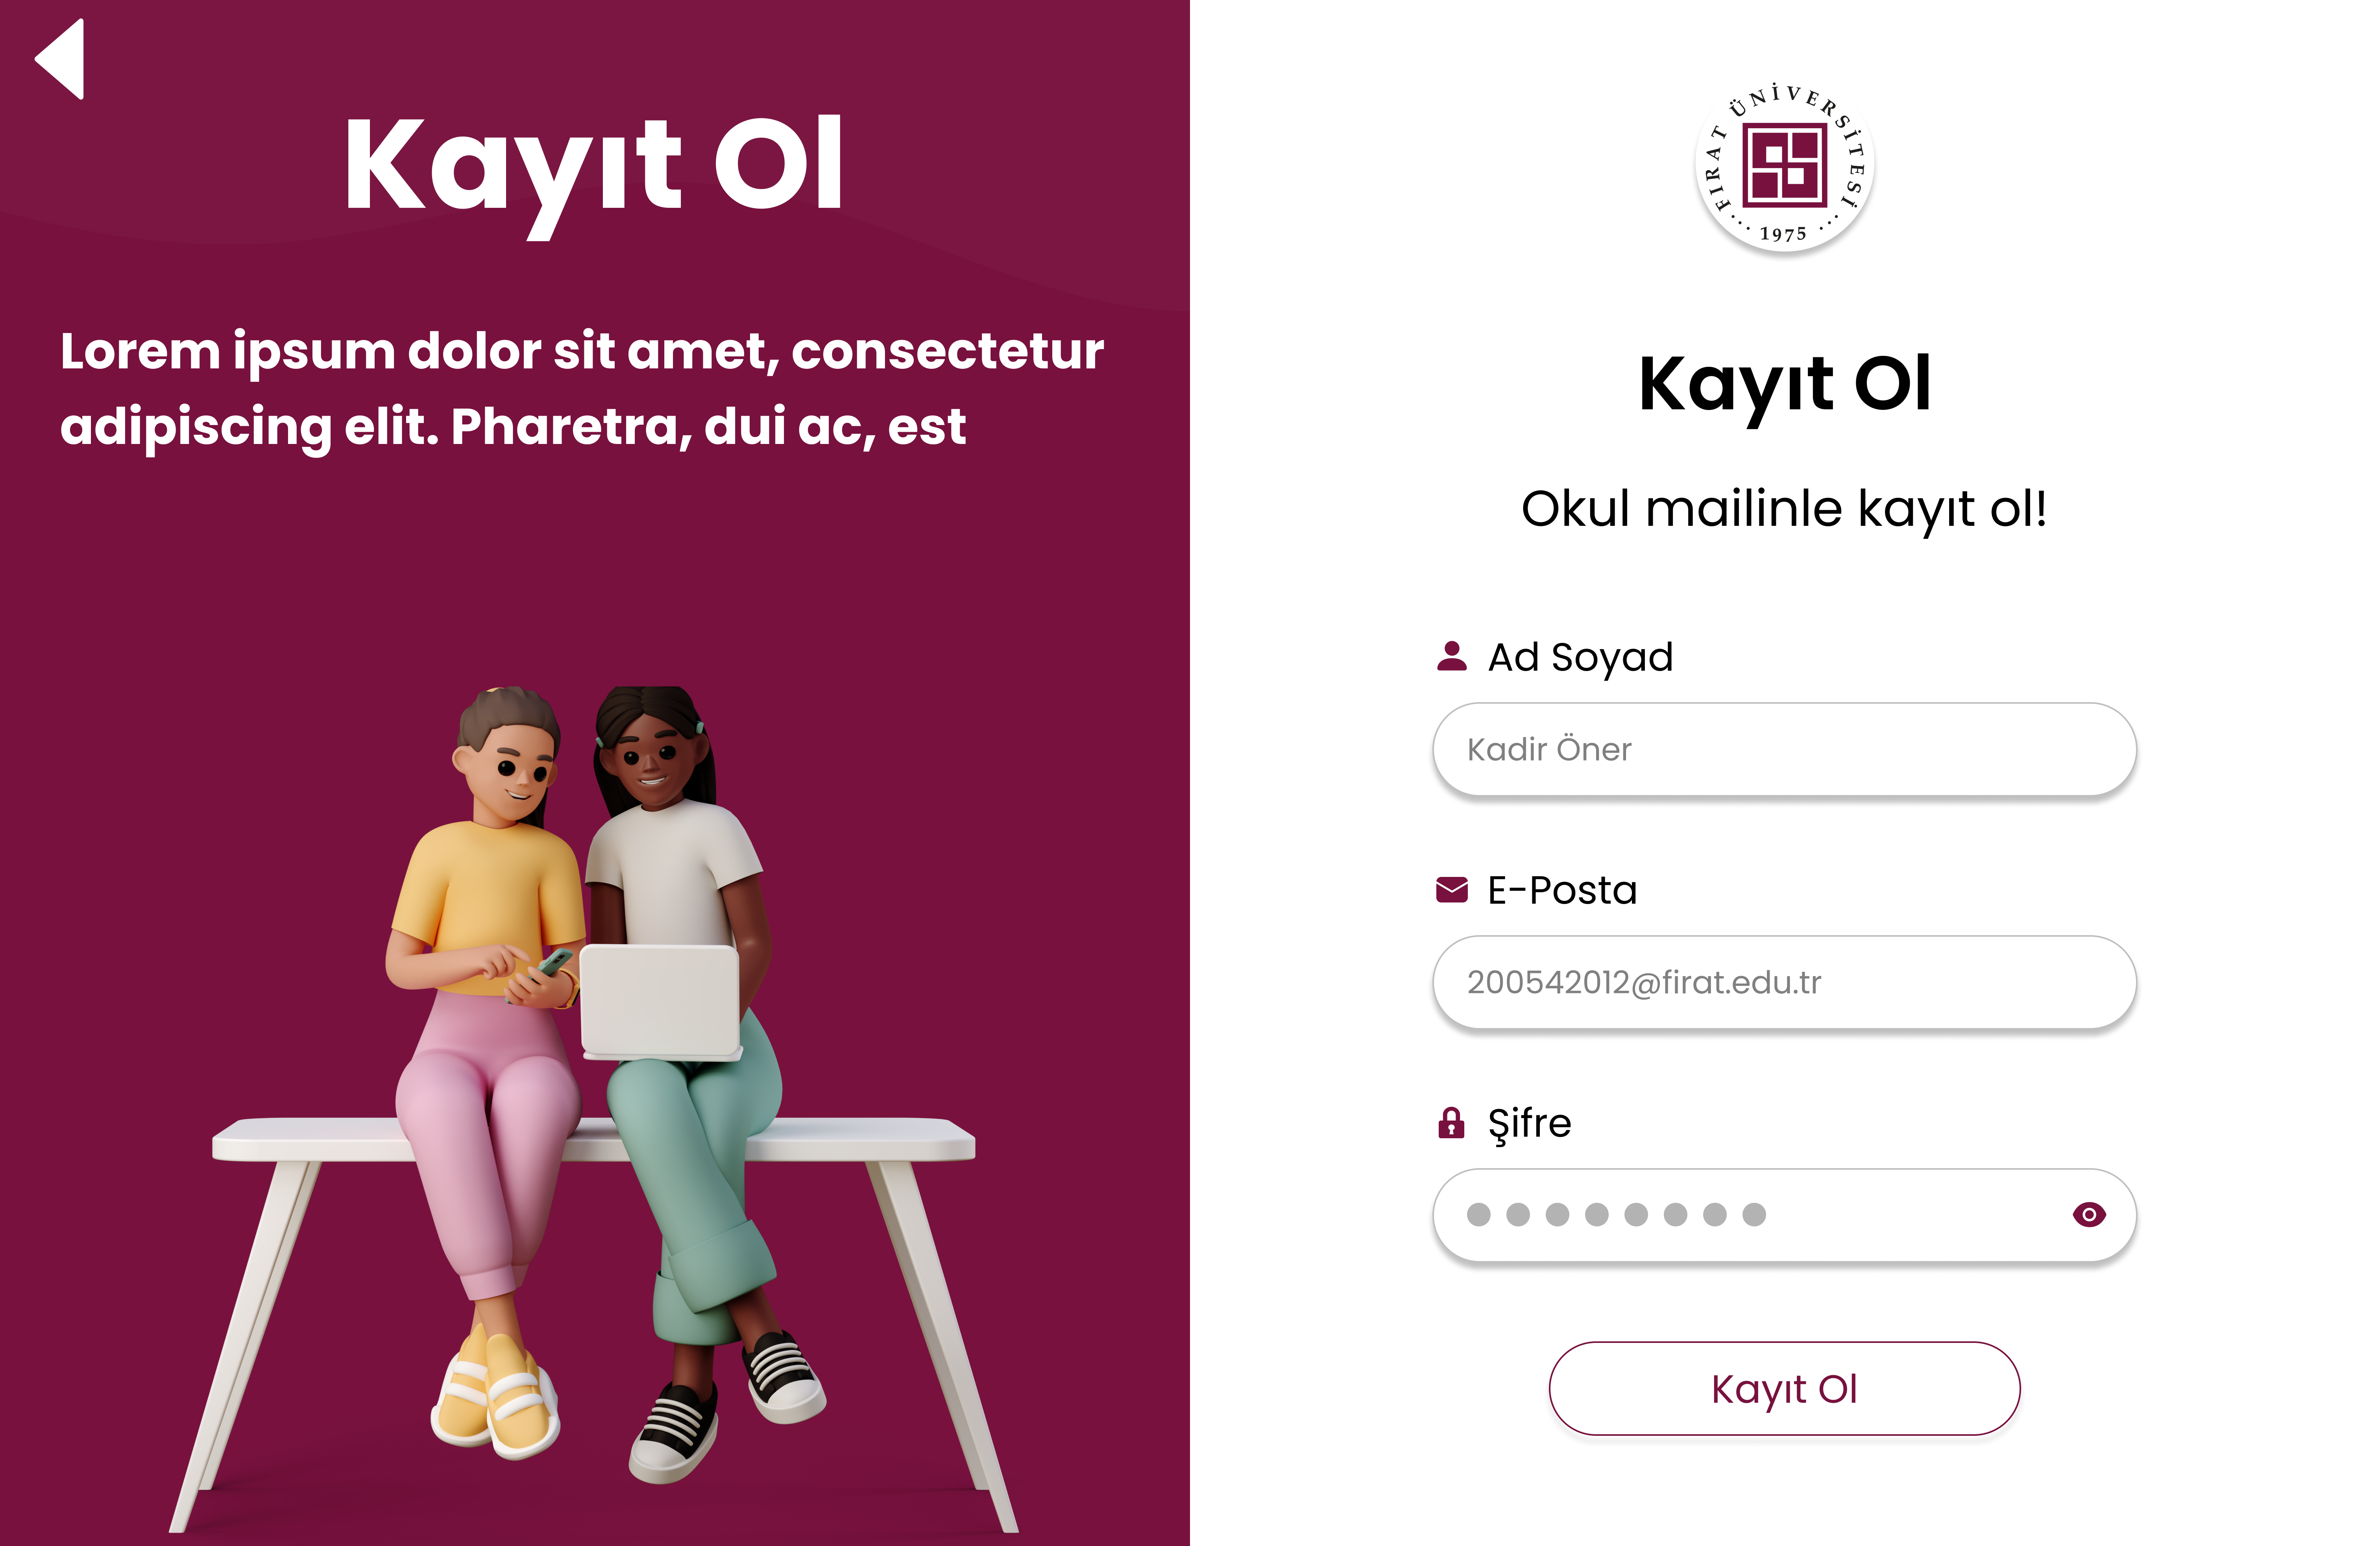 Kayıt Ol
Lorem ipsum dolor sit amet, consectetur
adipiscing elit. Pharetra, dui ac, est
FIRAT ÜNİVERSİTESİ
1975
Kayıt Ol
Okul mailinle kayıt ol!
Ad Soyad
Kadir Öner
E-Posta
200542012@firat.edu.tr
Şifre
Kayıt Ol